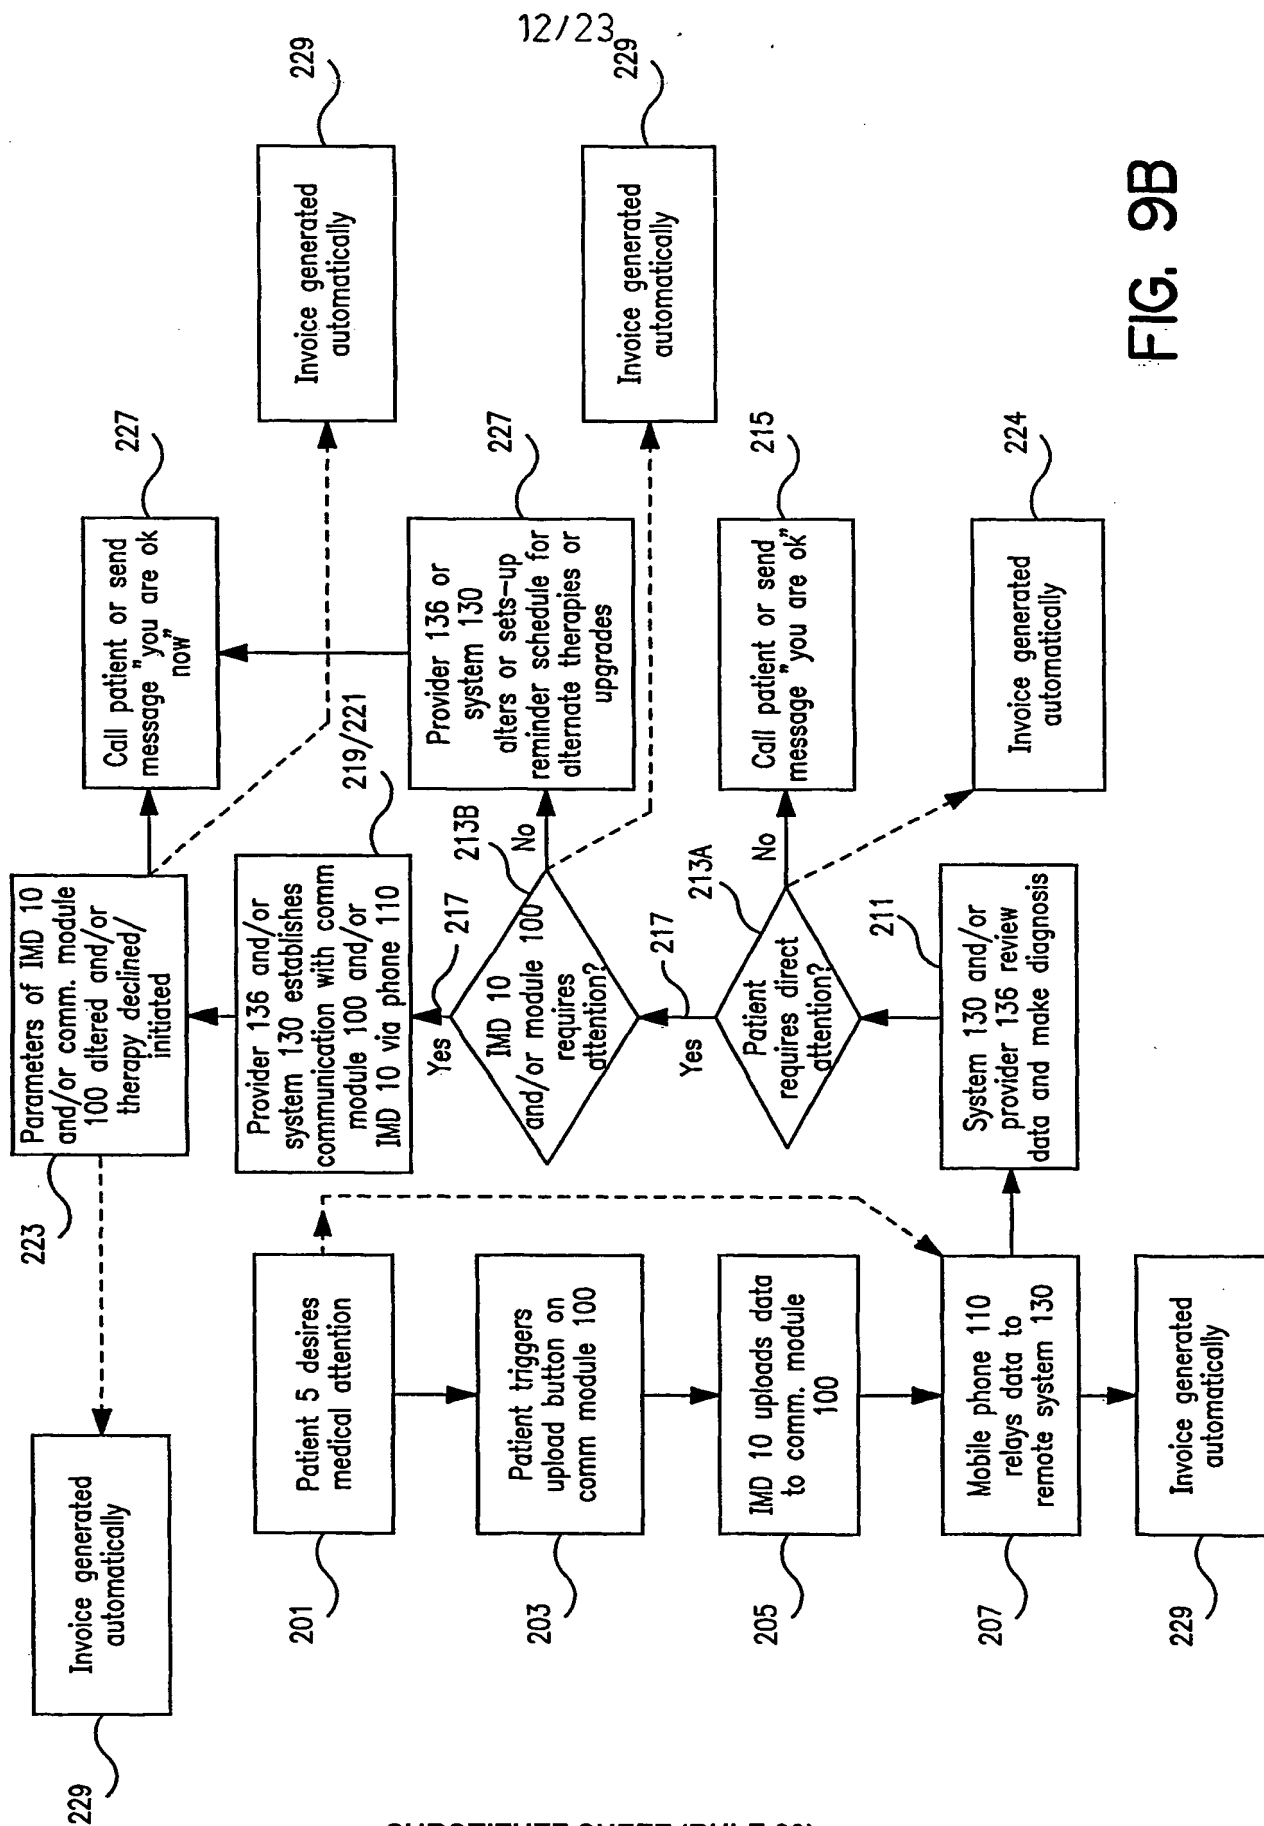 12/23
229
Invoice generated
automatically
223
Parameters of IMD 10
and/or comm. module
100 altered and/or
therapy declined/
initiated
227
Call patient or send
message "you are ok
now"
229
Invoice generated
automatically
201
Patient 5 desires
medical attention
219/221
Provider 136 and/or
system 130 establishes
communication with comm
module 100 and/or
IMD 10 via phone 110
203
Patient triggers
upload button on
comm module 100
Yes
217
213B
IMD 10
and/or module 100
requires
attention?
No
227
Provider 136 or
system 130
alters or sets-up
reminder schedule for
alternate therapies or
upgrades
229
Invoice generated
automatically
205
IMD 10 uploads data
to comm. module
100
Yes
217
213A
Patient
requires direct
attention?
No
215
Call patient or send
message "you are ok"
207
Mobile phone 110
relays data to
remote system 130
211
System 130 and/or
provider 136 review
data and make diagnosis
224
Invoice generated
automatically
229
Invoice generated
automatically
FIG. 9B